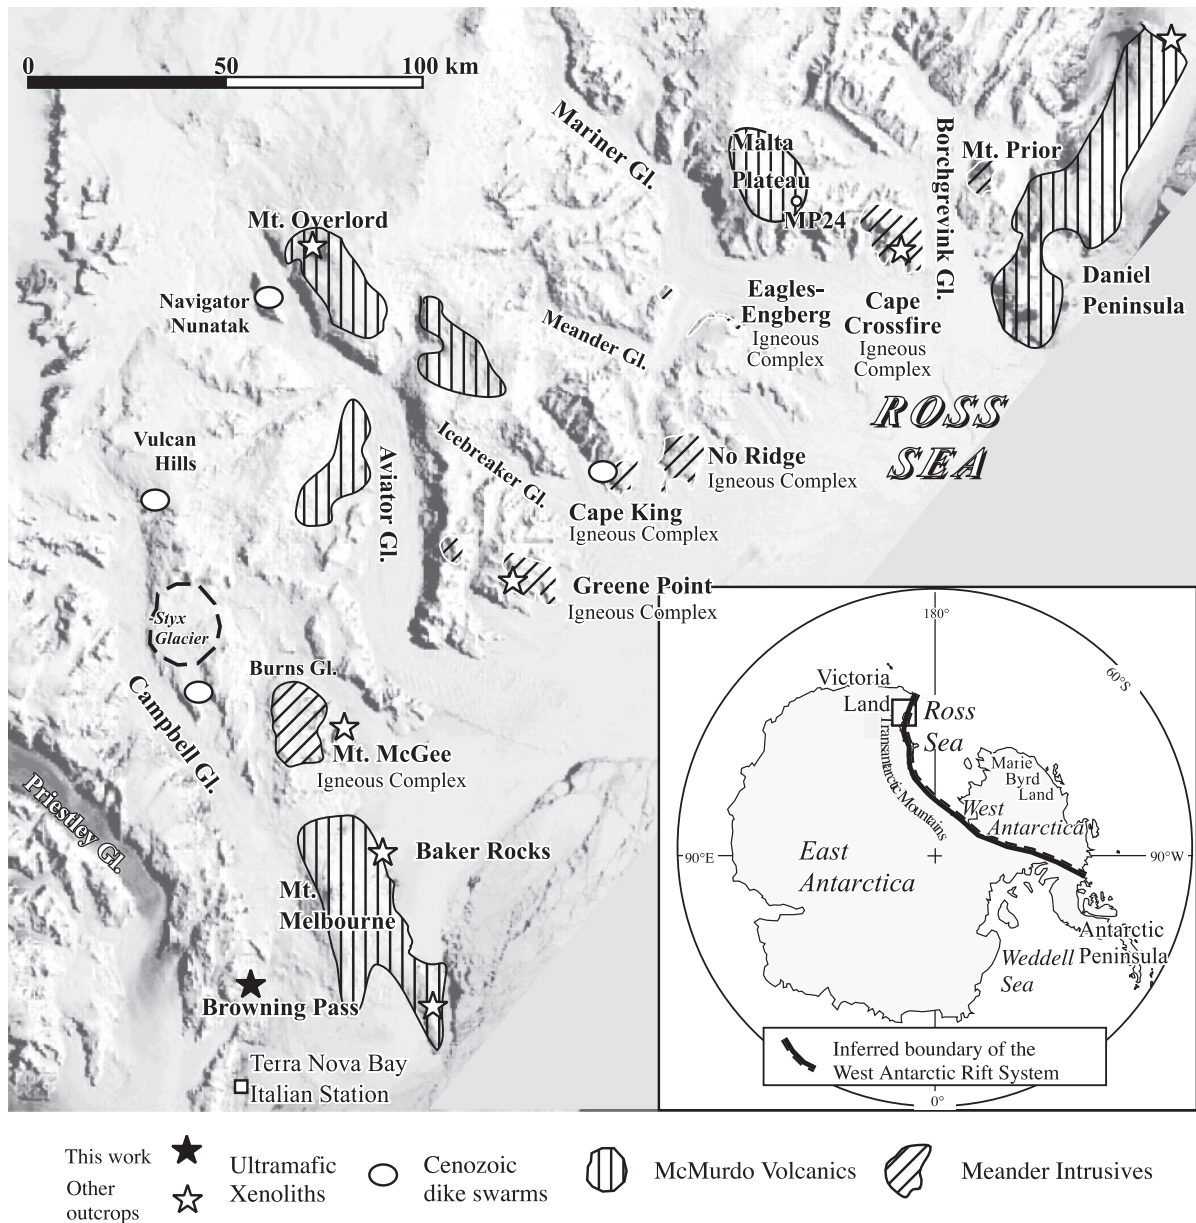 0 50 100 km
Mariner Gl.
Malta
Plateau
MP24
Borchgrevink Gl.
Mt. Prior
Mt. Overlord
Navigator
Nunatak
Meander Gl.
Eagles-
Engberg
Igneous
Complex
Cape
Crossfire
Igneous
Complex
Daniel
Peninsula
ROSS
SEA
Vulcan
Hills
Aviator Gl.
Icebreaker Gl.
No Ridge
Igneous Complex
Cape King
Igneous Complex
Greene Point
Igneous Complex
Styx
Glacier
Burns Gl.
Campbell Gl.
Mt. McGee
Igneous Complex
Priestley Gl.
Baker Rocks
Mt.
Melbourne
Browning Pass
Terra Nova Bay
Italian Station
180°
60°S
Victoria
Land
Ross
Sea
Transantarctic Mountains
Marie
Byrd
Land
West
Antarctica
90°E
90°W
East
Antarctica
Antarctic
Peninsula
Weddell
Sea
Inferred boundary of the
West Antarctic Rift System
0°
This work
Other
outcrops
Ultramafic
Xenoliths
Cenozoic
dike swarms
McMurdo Volcanics
Meander Intrusives